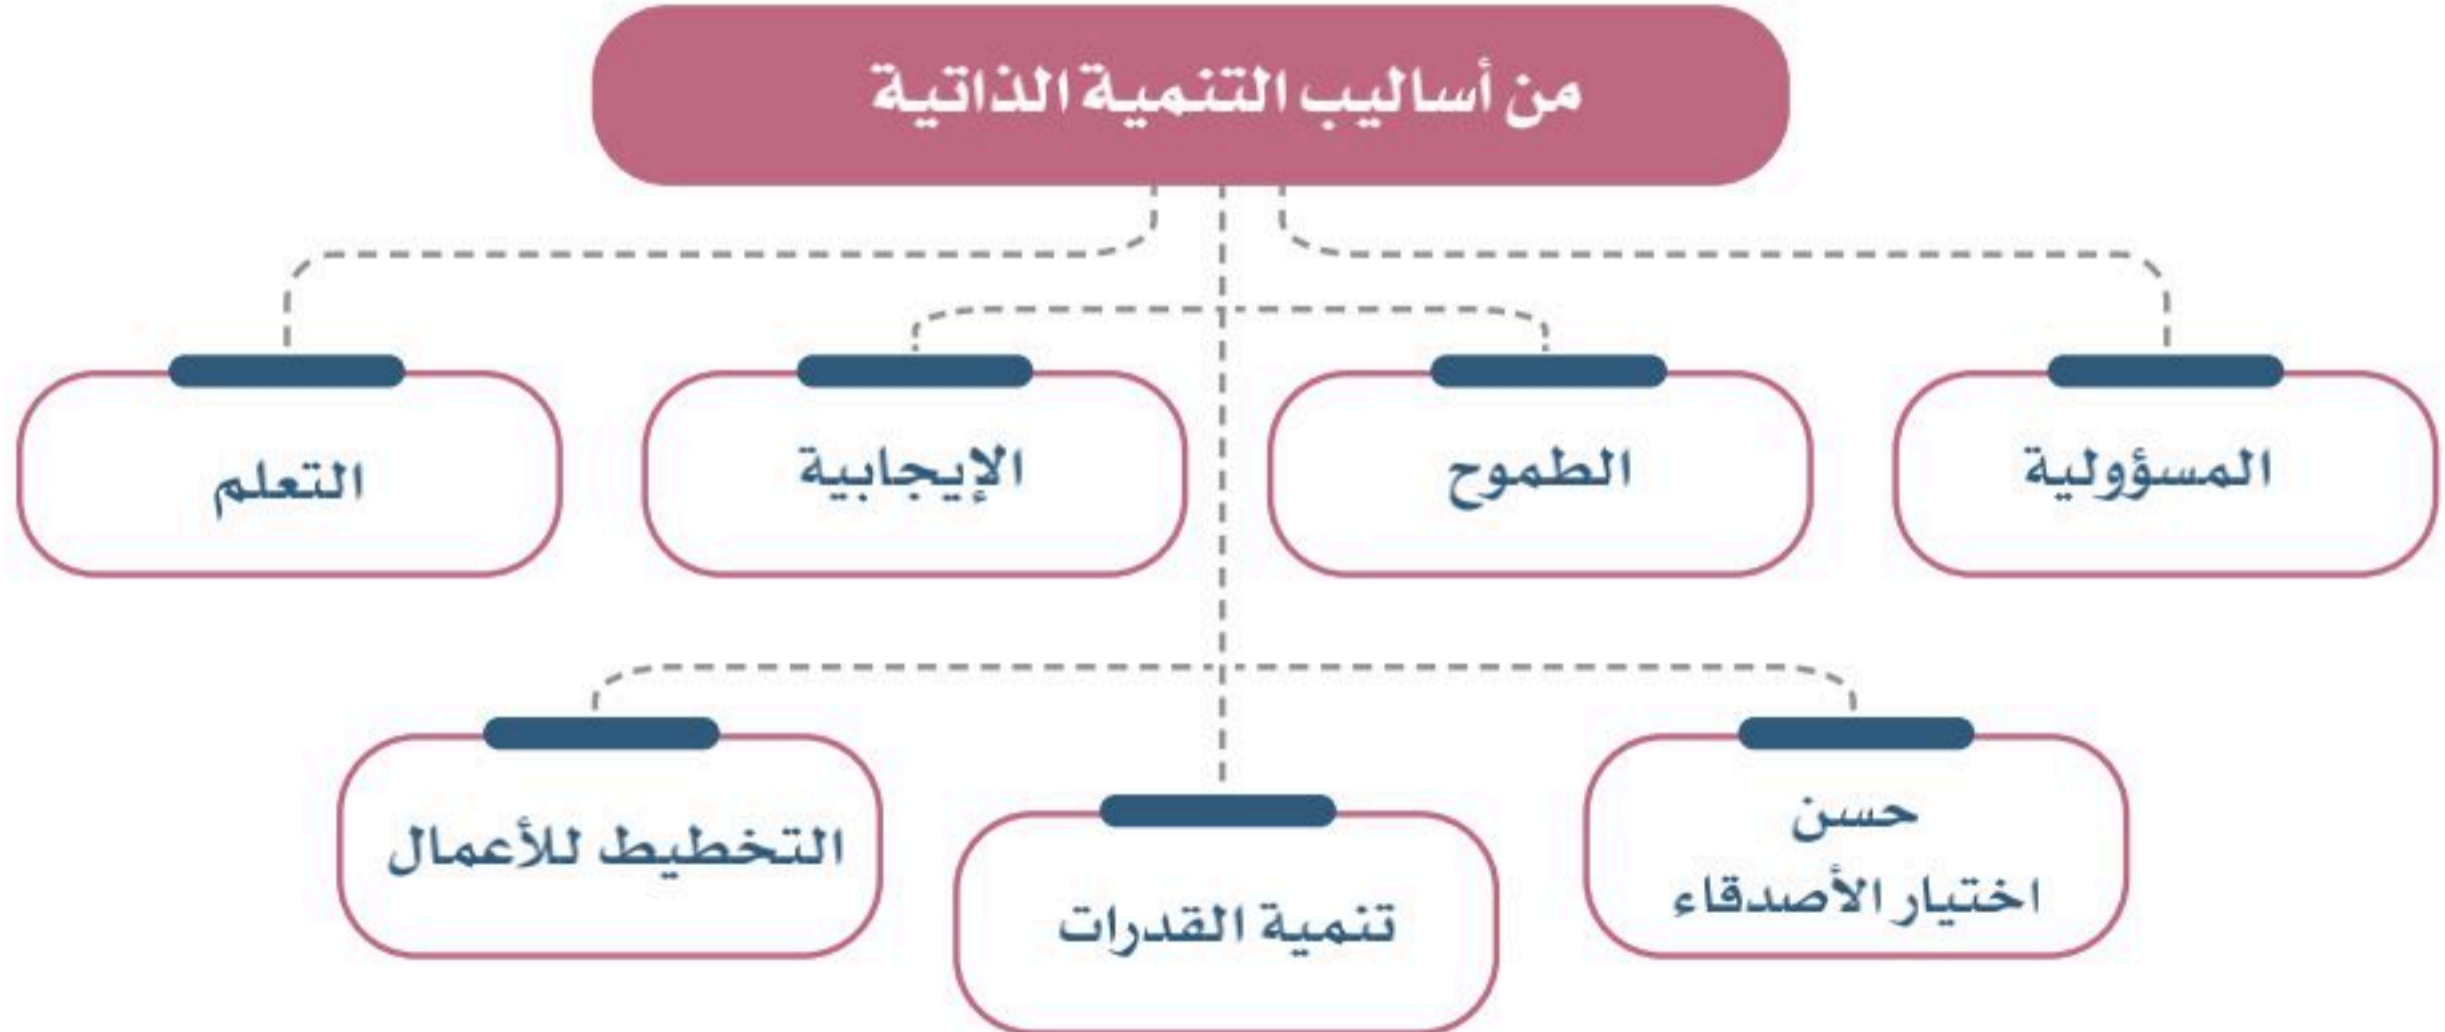 من أساليب التنمية الذاتية
المسؤولية
الطموح
الإيجابية
التعلم
حسن
اختيار الأصدقاء
تنمية القدرات
التخطيط للأعمال